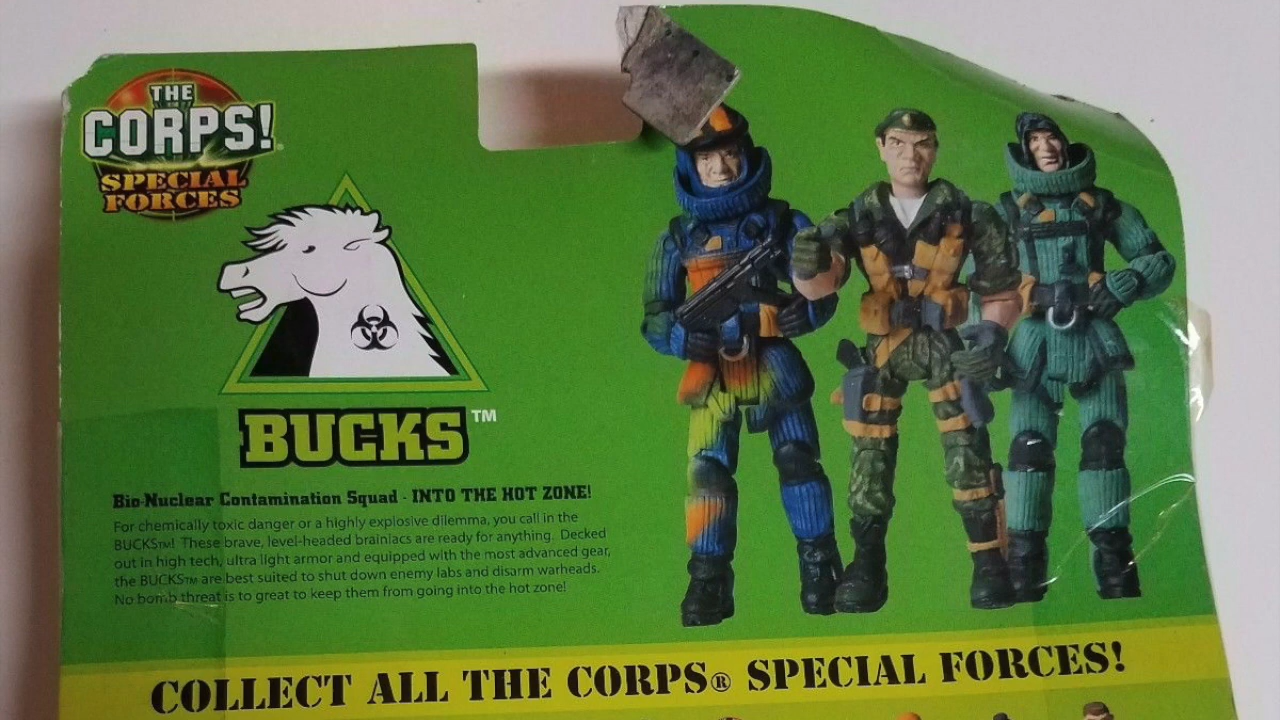 THE
CORPS!
SPECIAL
FORCES
BUCKS™
Bio-Nuclear Contamination Squad - INTO THE HOT ZONE!
For chemically toxic danger or a highly explosive dilemma, you call in the
BUCKS™! These brave, level-headed brainiacs are ready for anything. Decked
out in high tech, ultra light armor and equipped with the most advanced gear,
the BUCKS™ are best suited to shut down enemy labs and disarm warheads.
No bomb threat is to great to keep them from going into the hot zone!
COLLECT ALL THE CORPS® SPECIAL FORCES!